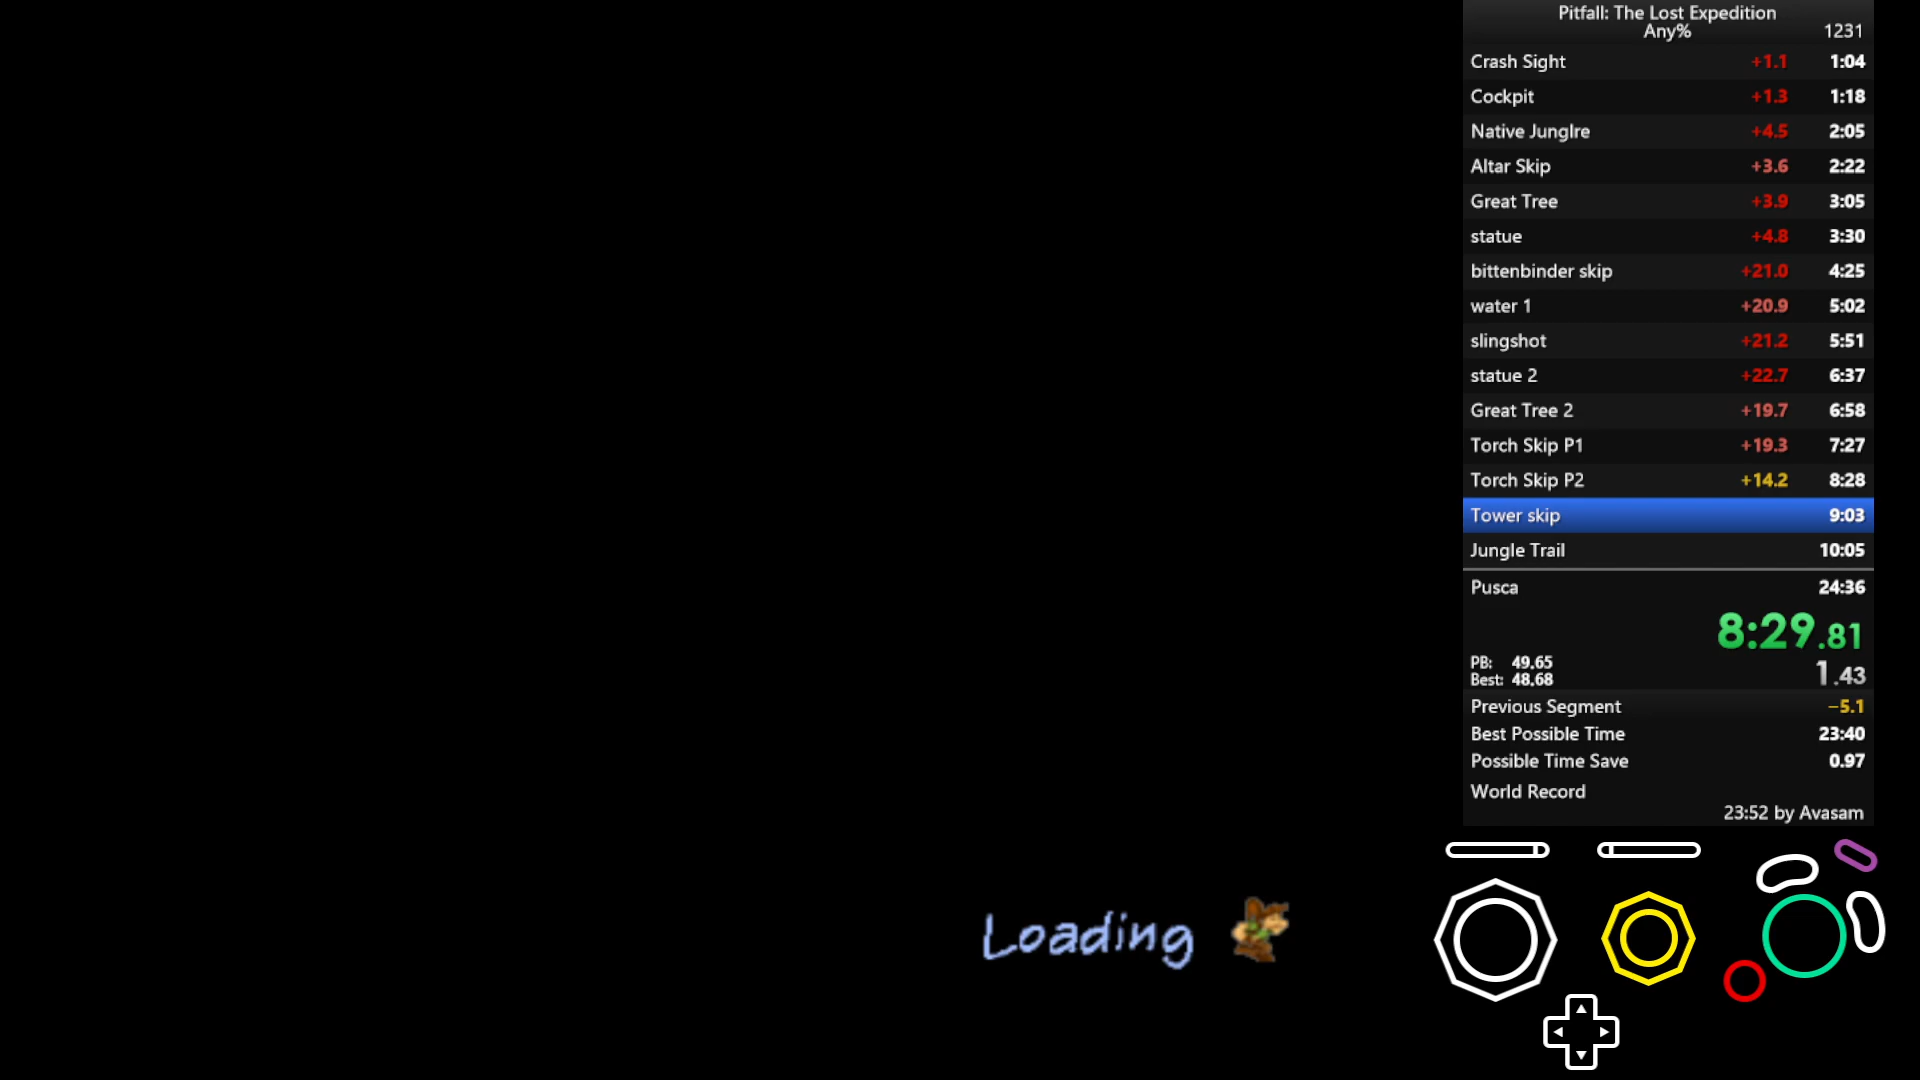 Pitfall: The Lost Expedition
Any% 1231
Crash Sight +1.1 1:04
Cockpit +1.3 1:18
Native Junglre +4.5 2:05
Altar Skip +3.6 2:22
Great Tree +3.9 3:05
statue +4.8 3:30
bittenbinder skip +21.0 4:25
water 1 +20.9 5:02
slingshot +21.2 5:51
statue 2 +22.7 6:37
Great Tree 2 +19.7 6:58
Torch Skip P1 +19.3 7:27
Torch Skip P2 +14.2 8:28
Tower skip 9:03
Jungle Trail 10:05
Pusca 24:36
8:29.81
PB: 49.65
Best: 48.68
1.43
Previous Segment -5.1
Best Possible Time 23:40
Possible Time Save 0.97
World Record
23:52 by Avasam
Loading